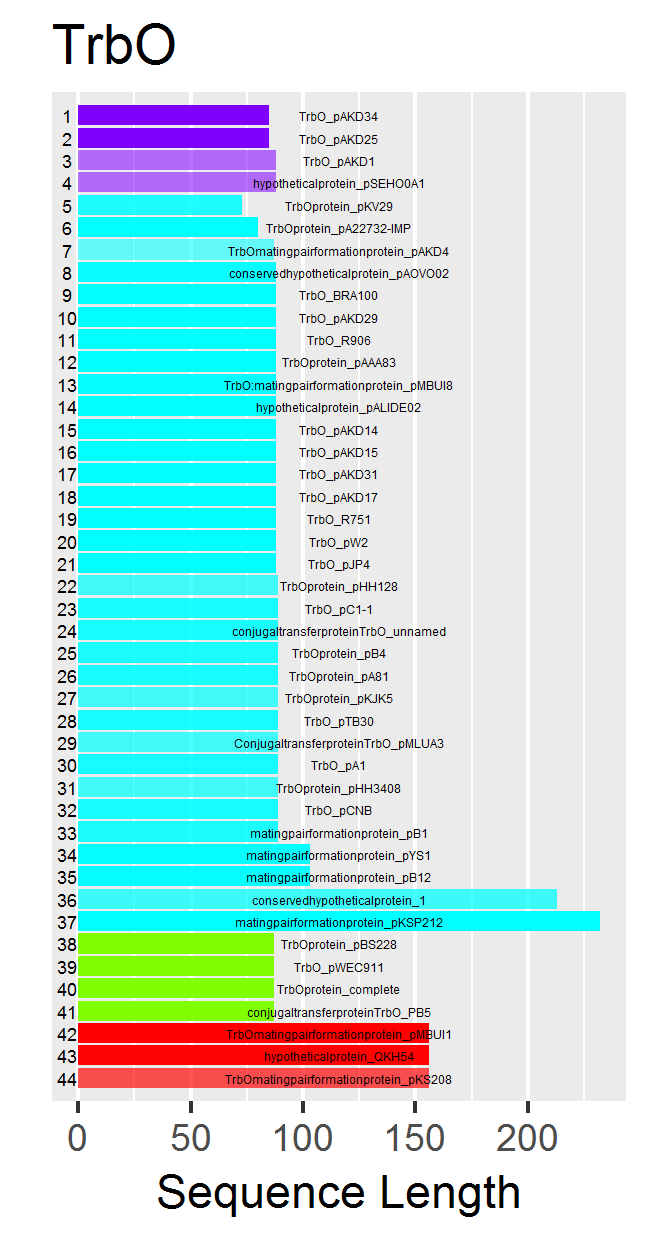 TrbO
1 TrbO_pAKD34
2 TrbO_pAKD25
3 TrbO_pAKD1
4 hypotheticalprotein_pSEHO0A1
5 TrbOprotein_pKV29
6 TrbOprotein_pA22732-IMP
7 TrbOmatingpairformationprotein_pAKD4
8 conservedhypotheticalprotein_pAOVO02
9 TrbO_BRA100
10 TrbO_pAKD29
11 TrbO_R906
12 TrbOprotein_pAAA83
13 TrbO:matingpairformationprotein_pMBUI8
14 hypotheticalprotein_pALIDE02
15 TrbO_pAKD14
16 TrbO_pAKD15
17 TrbO_pAKD31
18 TrbO_pAKD17
19 TrbO_R751
20 TrbO_pW2
21 TrbO_pJP4
22 TrbOprotein_pHH128
23 TrbO_pC1-1
24 conjugaltransferproteinTrbO_unnamed
25 TrbOprotein_pB4
26 TrbOprotein_pA81
27 TrbOprotein_pKJK5
28 TrbO_pTB30
29 ConjugaltransferproteinTrbO_pMLUA3
30 TrbO_pA1
31 TrbOprotein_pHH3408
32 TrbO_pCNB
33 matingpairformationprotein_pB1
34 matingpairformationprotein_pYS1
35 matingpairformationprotein_pB12
36 conservedhypotheticalprotein_1
37 matingpairformationprotein_pKSP212
38 TrbOprotein_pBS228
39 TrbO_pWEC911
40 TrbOprotein_complete
41 conjugaltransferproteinTrbO_PB5
42 TrbOmatingpairformationprotein_pMBUI1
43 hypotheticalprotein_QKH54
44 TrbOmatingpairformationprotein_pKS208
0 50 100 150 200
Sequence Length